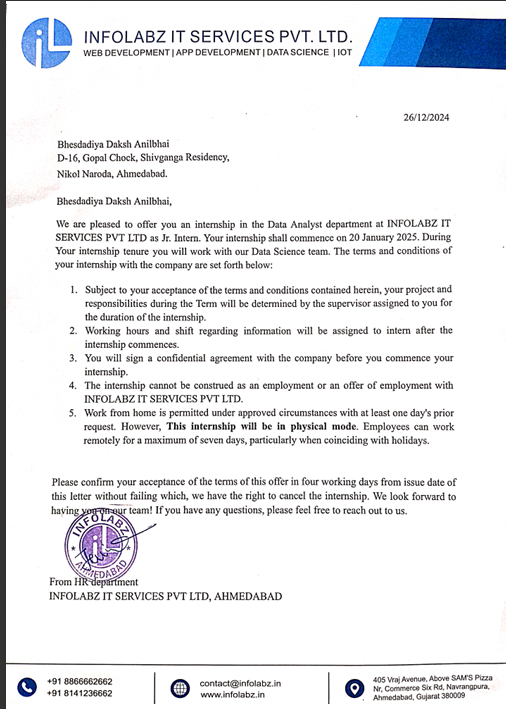 iL INFOLABZ IT SERVICES PVT. LTD.
WEB DEVELOPMENT | APP DEVELOPMENT | DATA SCIENCE | IOT
26/12/2024
Bhesdadiya Daksh Anilbhai
D-16, Gopal Chock, Shivganga Residency,
Nikol Naroda, Ahmedabad.
Bhesdadiya Daksh Anilbhai,
We are pleased to offer you an internship in the Data Analyst department at INFOLABZ IT
SERVICES PVT LTD as Jr. Intern. Your internship shall commence on 20 January 2025. During
Your internship tenure you will work with our Data Science team. The terms and conditions of
your internship with the company are set forth below:
1. Subject to your acceptance of the terms and conditions contained herein, your project and
responsibilities during the Term will be determined by the supervisor assigned to you for
the duration of the internship.
2. Working hours and shift regarding information will be assigned to intern after the
internship commences.
3. You will sign a confidential agreement with the company before you commence your
internship.
4. The internship cannot be construed as an employment or an offer of employment with
INFOLABZ IT SERVICES PVT LTD.
5. Work from home is permitted under approved circumstances with at least one day's prior
request. However, This internship will be in physical mode. Employees can work
remotely for a maximum of seven days, particularly when coinciding with holidays.
Please confirm your acceptance of the terms of this offer in four working days from issue date of
this letter without failing which, we have the right to cancel the internship. We look forward to
having you on our team! If you have any questions, please feel free to reach out to us.
INFOLABZ
iL
AHMEDABAD
From HR department
INFOLABZ IT SERVICES PVT LTD, AHMEDABAD
+91 8866662662
+91 8141236662
contact@infolabz.in
www.infolabz.in
405 Vraj Avenue, Above SAM'S Pizza
Nr, Commerce Six Rd, Navrangpura,
Ahmedabad, Gujarat 380009